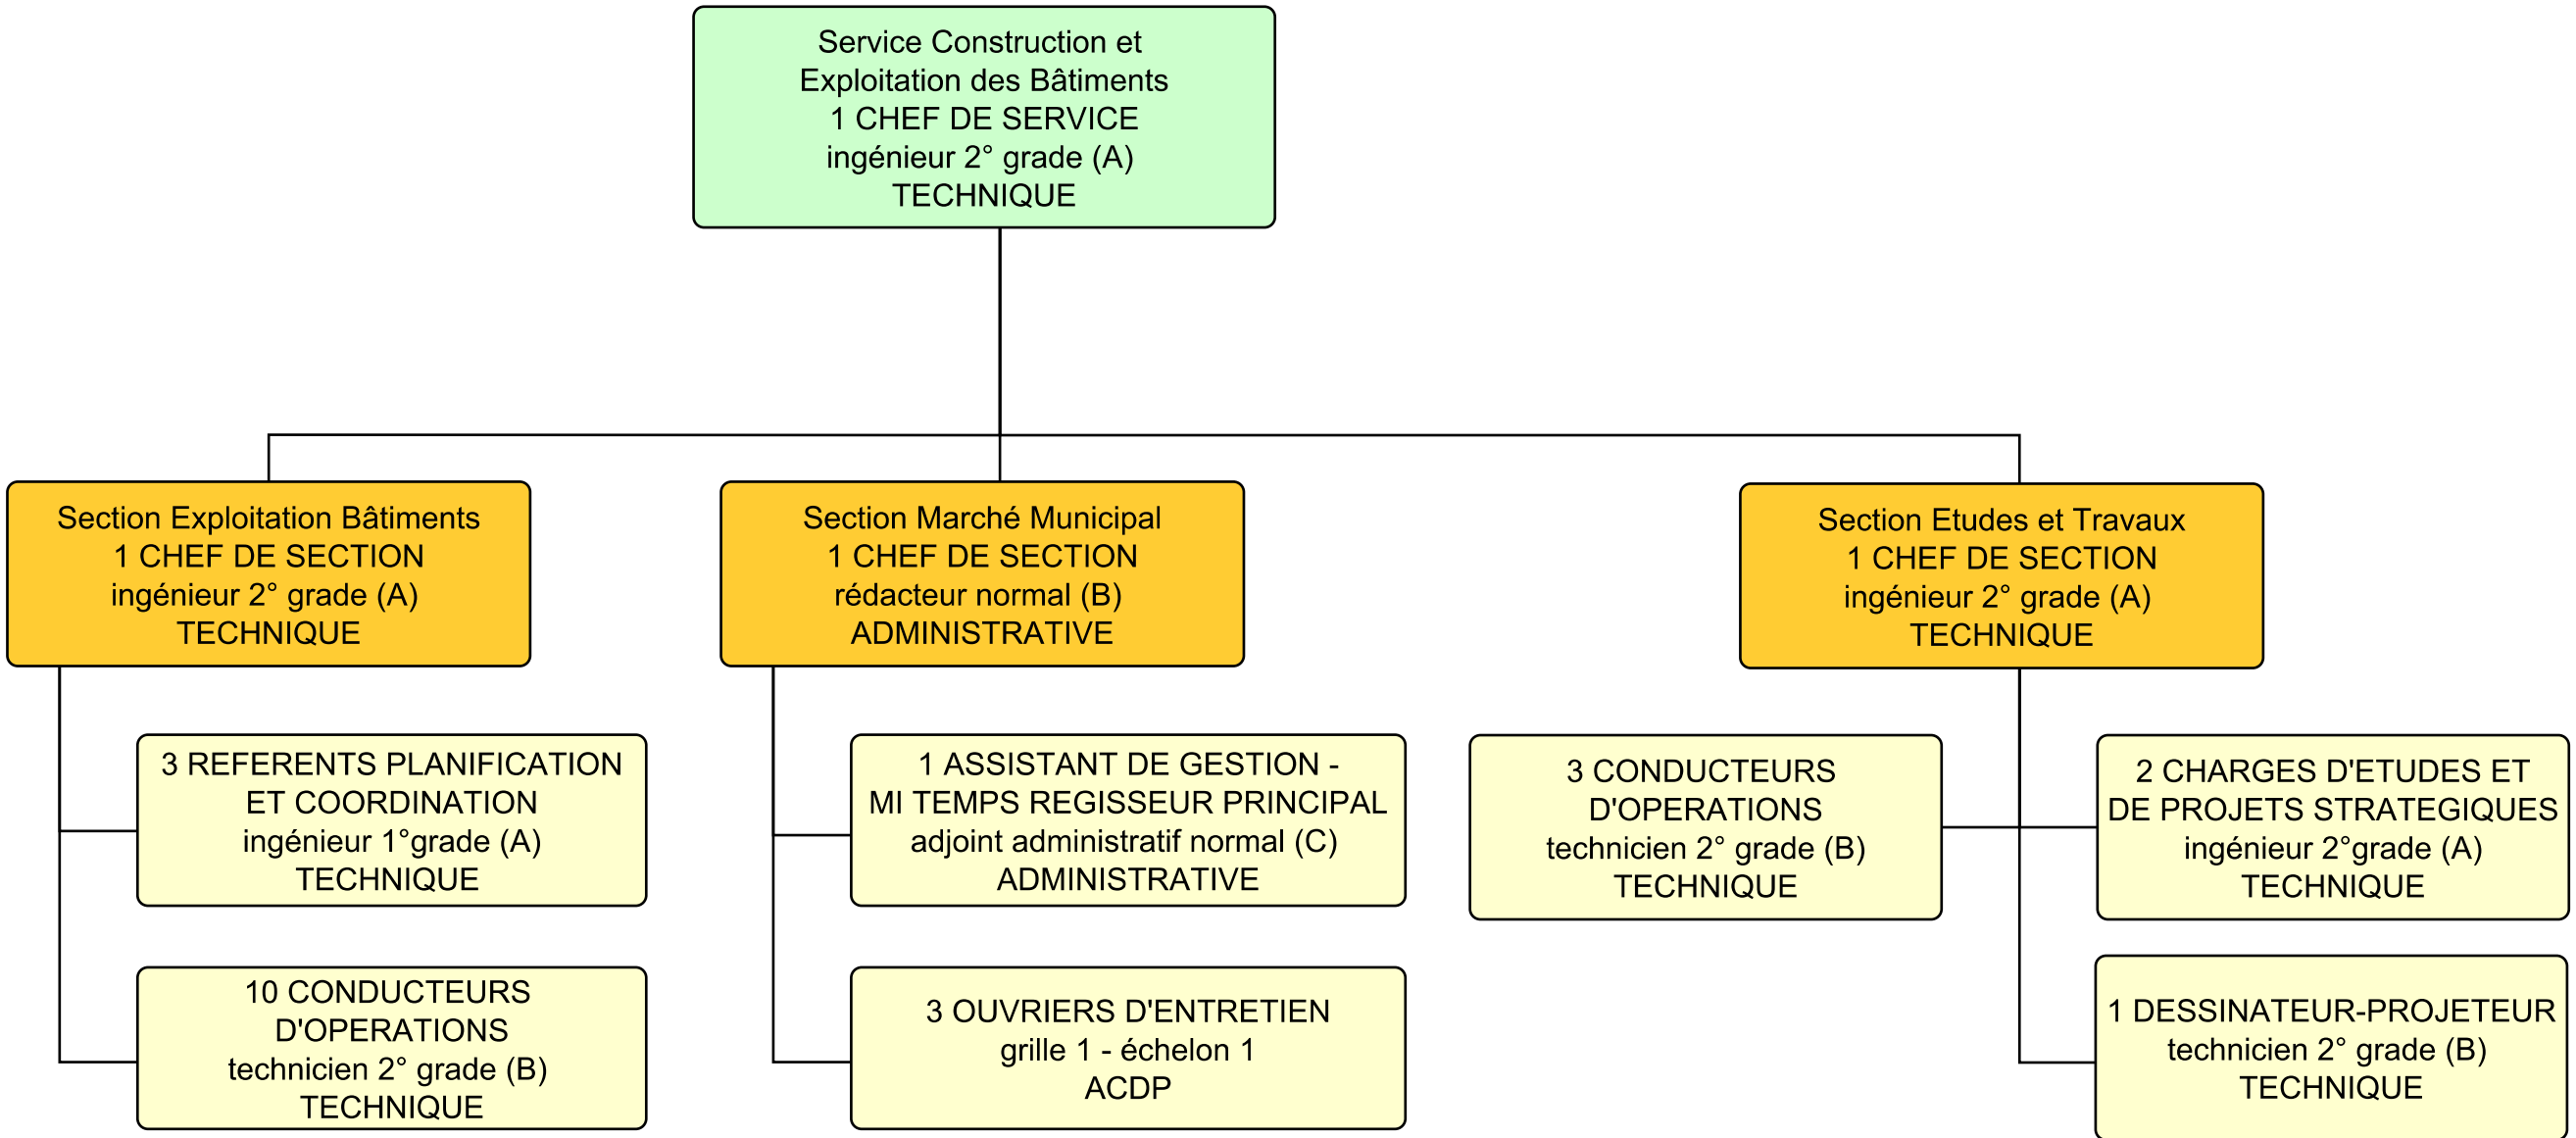 Service Construction et
Exploitation des Bâtiments
1 CHEF DE SERVICE
ingénieur 2° grade (A)
TECHNIQUE
Section Exploitation Bâtiments
1 CHEF DE SECTION
ingénieur 2° grade (A)
TECHNIQUE
Section Marché Municipal
1 CHEF DE SECTION
rédacteur normal (B)
ADMINISTRATIVE
Section Etudes et Travaux
1 CHEF DE SECTION
ingénieur 2° grade (A)
TECHNIQUE
3 REFERENTS PLANIFICATION
ET COORDINATION
ingénieur 1°grade (A)
TECHNIQUE
1 ASSISTANT DE GESTION -
MI TEMPS REGISSEUR PRINCIPAL
adjoint administratif normal (C)
ADMINISTRATIVE
3 CONDUCTEURS
D'OPERATIONS
technicien 2° grade (B)
TECHNIQUE
2 CHARGES D'ETUDES ET
DE PROJETS STRATEGIQUES
ingénieur 2°grade (A)
TECHNIQUE
10 CONDUCTEURS
D'OPERATIONS
technicien 2° grade (B)
TECHNIQUE
3 OUVRIERS D'ENTRETIEN
grille 1 - échelon 1
ACDP
1 DESSINATEUR-PROJETEUR
technicien 2° grade (B)
TECHNIQUE